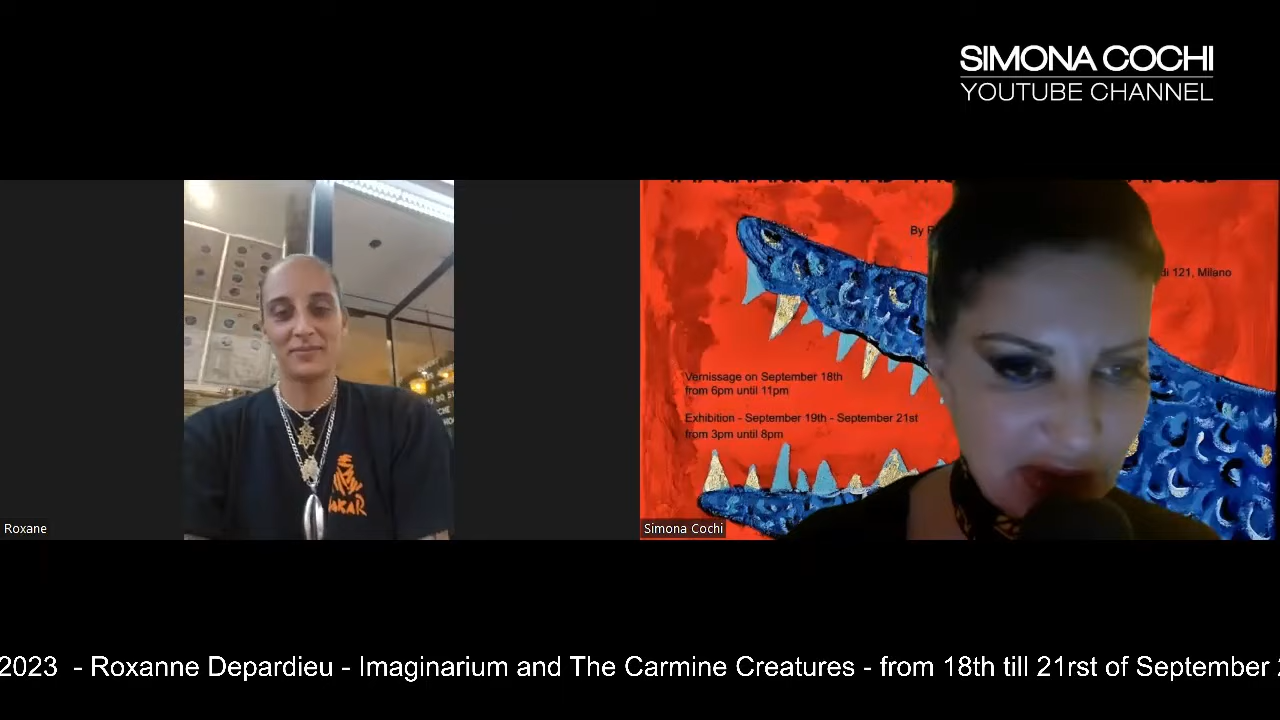 SIMONA COCHI
YOUTUBE CHANNEL
By
di 121, Milano
Vernissage on September 18th
from 6pm until 11pm
Exhibition - September 19th - September 21st
from 3pm until 8pm
Roxane
Simona Cochi
2023 - Roxanne Depardieu - Imaginarium and The Carmine Creatures - from 18th till 21rst of September